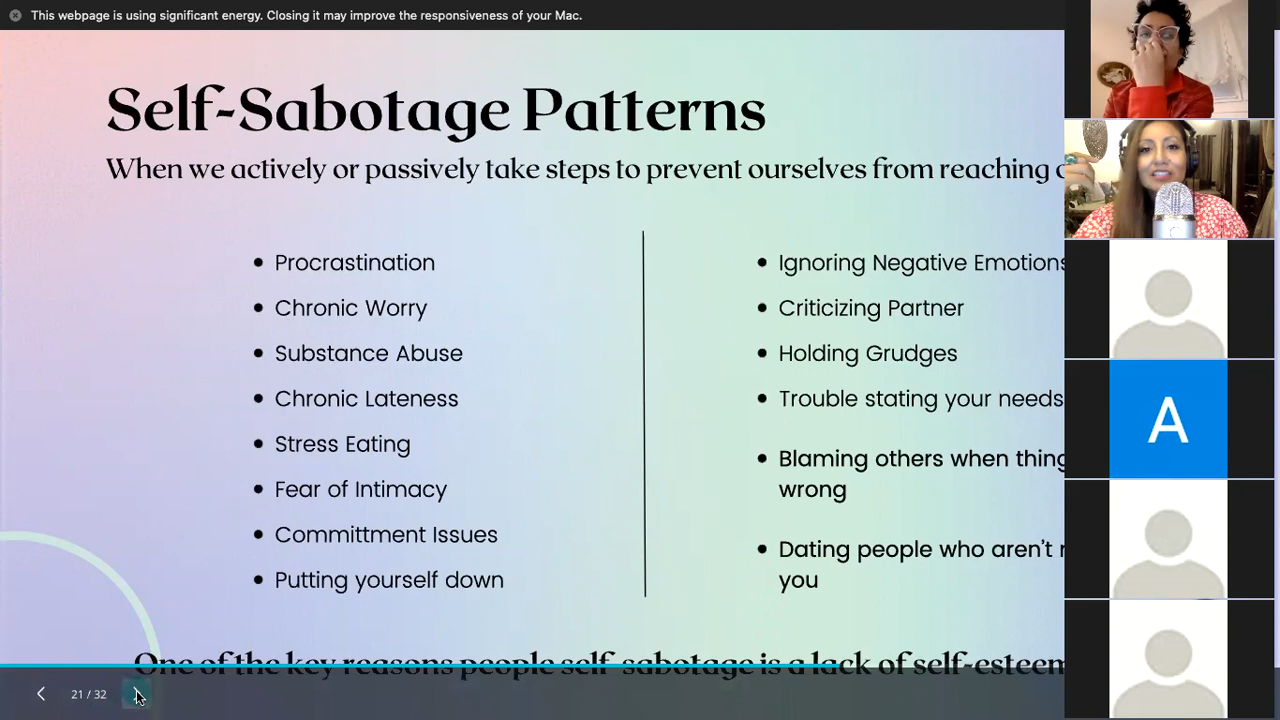 This webpage is using significant energy. Closing it may improve the responsiveness of your Mac.
Self-Sabotage Patterns
When we actively or passively take steps to prevent ourselves from reaching
Procrastination
Chronic Worry
Substance Abuse
Chronic Lateness
Stress Eating
Fear of Intimacy
Committment Issues
Putting yourself down
Ignoring Negative Emotions
Criticizing Partner
Holding Grudges
Trouble stating your needs
Blaming others when thing
wrong
Dating people who aren't
you
One of the key reasons people self-sabotage is a lack of self-esteem
21 / 32
A